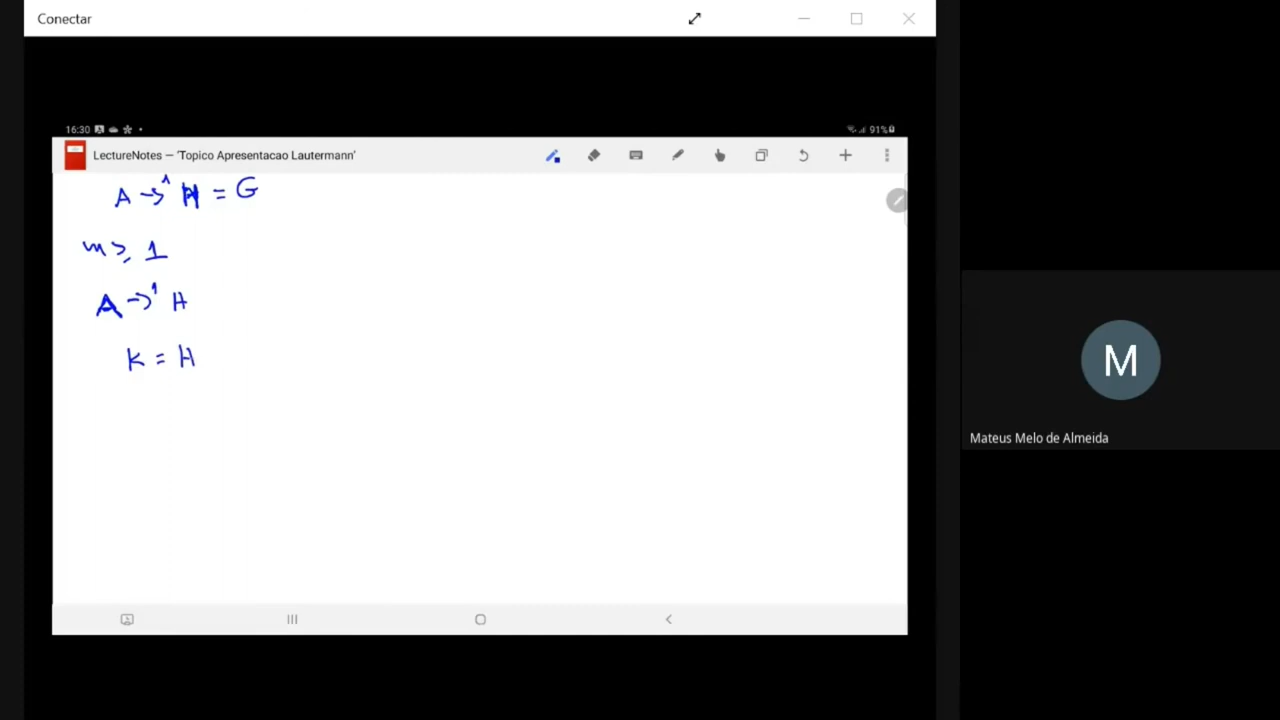 Conectar
16:30 91%
LectureNotes – 'Topico Apresentacao Lautermann'
A →¹ H = G
m ≥ 1
A →¹ H
K = H
M
Mateus Melo de Almeida